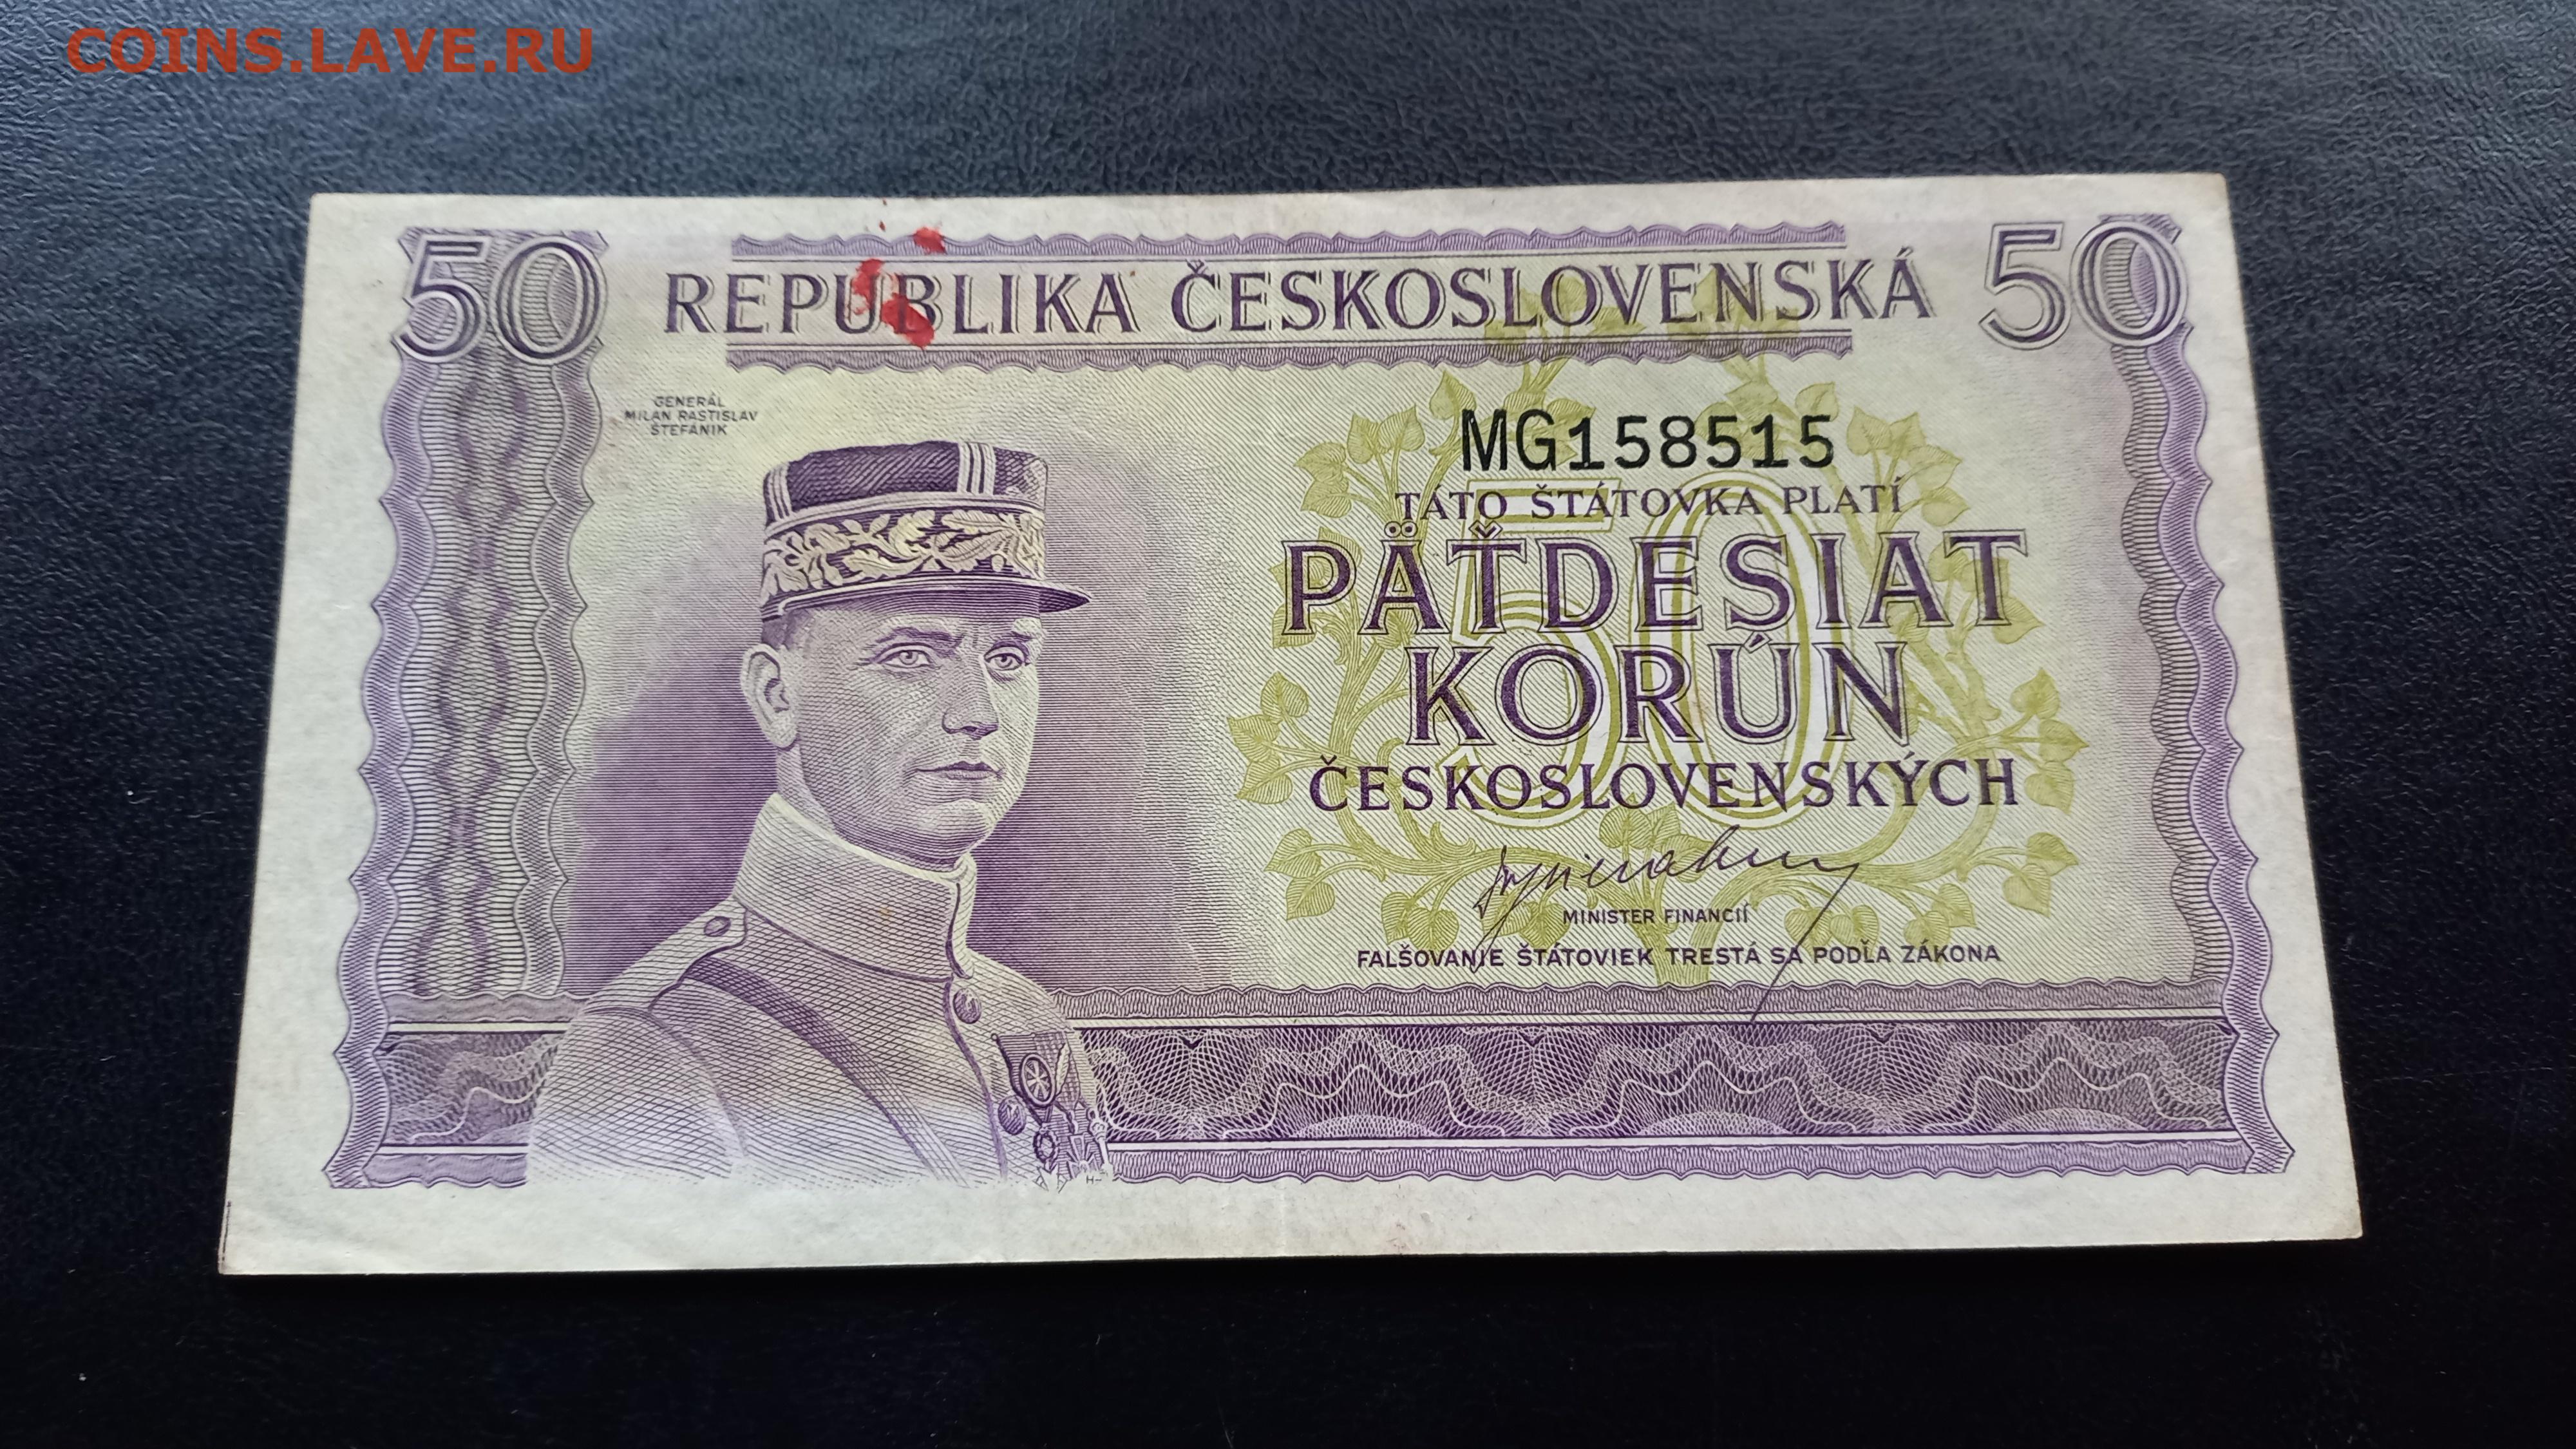 COINS.LAVE.RU
50 REPUBLIKA ČESKOSLOVENSKÁ 50
GENERÁL
MILAN RASTISLAV
ŠTEFÁNIK
MG158515
TÁTO ŠTÁTOVKA PLATÍ
PÄŤDESIAT
KORÚN
ČESKOSLOVENSKÝCH
50
MINISTER FINANCIÍ
FALŠOVANIE ŠTÁTOVIEK TRESTÁ SA PODĽA ZÁKONA